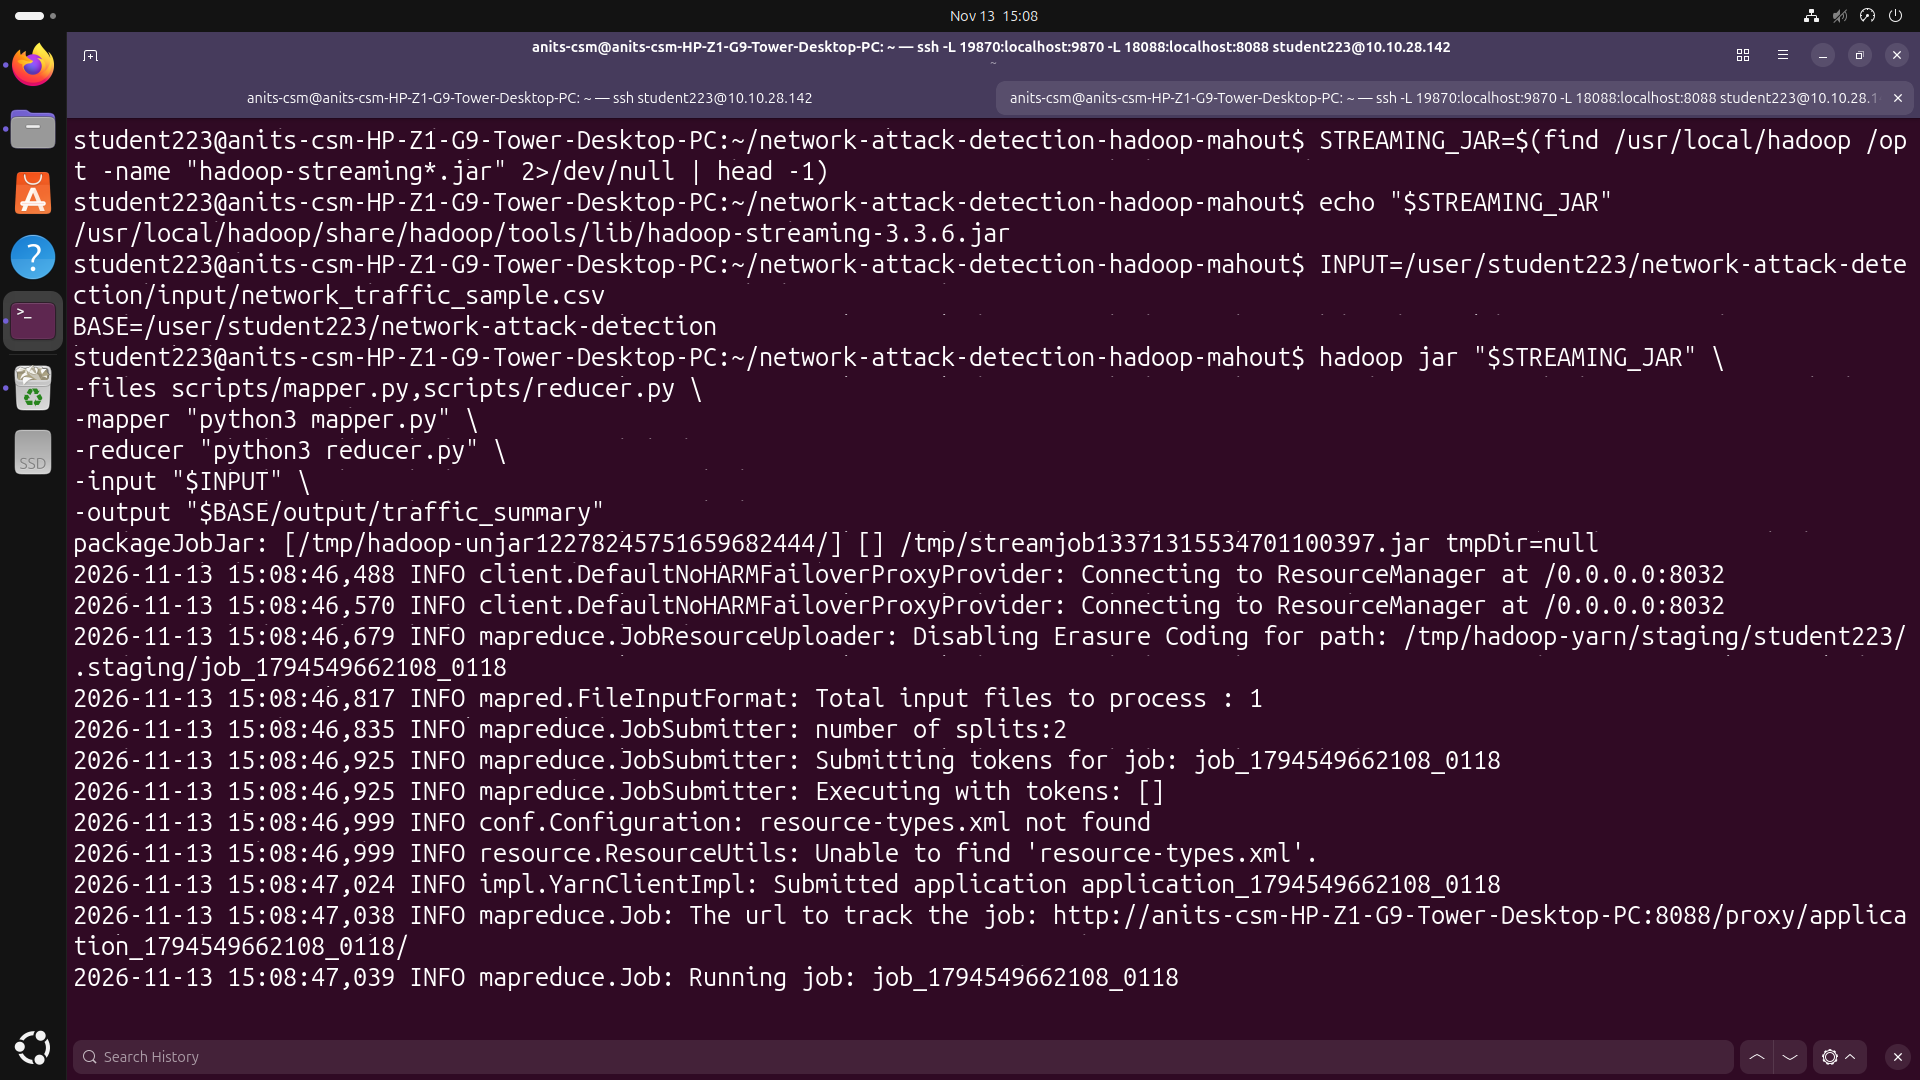 Nov 13 15:08
anits-csm@anits-csm-HP-Z1-G9-Tower-Desktop-PC: ~ — ssh -L 19870:localhost:9870 -L 18088:localhost:8088 student223@10.10.28.142
~
anits-csm@anits-csm-HP-Z1-G9-Tower-Desktop-PC: ~ — ssh student223@10.10.28.142
anits-csm@anits-csm-HP-Z1-G9-Tower-Desktop-PC: ~ — ssh -L 19870:localhost:9870 -L 18088:localhost:8088 student223@10.10.28.1
student223@anits-csm-HP-Z1-G9-Tower-Desktop-PC:~/network-attack-detection-hadoop-mahout$ STREAMING_JAR=$(find /usr/local/hadoop /op
t -name "hadoop-streaming*.jar" 2>/dev/null | head -1)
student223@anits-csm-HP-Z1-G9-Tower-Desktop-PC:~/network-attack-detection-hadoop-mahout$ echo "$STREAMING_JAR"
/usr/local/hadoop/share/hadoop/tools/lib/hadoop-streaming-3.3.6.jar
student223@anits-csm-HP-Z1-G9-Tower-Desktop-PC:~/network-attack-detection-hadoop-mahout$ INPUT=/user/student223/network-attack-dete
ction/input/network_traffic_sample.csv
BASE=/user/student223/network-attack-detection
student223@anits-csm-HP-Z1-G9-Tower-Desktop-PC:~/network-attack-detection-hadoop-mahout$ hadoop jar "$STREAMING_JAR" \
-files scripts/mapper.py,scripts/reducer.py \
-mapper "python3 mapper.py" \
-reducer "python3 reducer.py" \
-input "$INPUT" \
-output "$BASE/output/traffic_summary"
packageJobJar: [/tmp/hadoop-unjar12278245751659682444/] [] /tmp/streamjob13371315534701100397.jar tmpDir=null
2026-11-13 15:08:46,488 INFO client.DefaultNoHARMFailoverProxyProvider: Connecting to ResourceManager at /0.0.0.0:8032
2026-11-13 15:08:46,570 INFO client.DefaultNoHARMFailoverProxyProvider: Connecting to ResourceManager at /0.0.0.0:8032
2026-11-13 15:08:46,679 INFO mapreduce.JobResourceUploader: Disabling Erasure Coding for path: /tmp/hadoop-yarn/staging/student223/
.staging/job_1794549662108_0118
2026-11-13 15:08:46,817 INFO mapred.FileInputFormat: Total input files to process : 1
2026-11-13 15:08:46,835 INFO mapreduce.JobSubmitter: number of splits:2
2026-11-13 15:08:46,925 INFO mapreduce.JobSubmitter: Submitting tokens for job: job_1794549662108_0118
2026-11-13 15:08:46,925 INFO mapreduce.JobSubmitter: Executing with tokens: []
2026-11-13 15:08:46,999 INFO conf.Configuration: resource-types.xml not found
2026-11-13 15:08:46,999 INFO resource.ResourceUtils: Unable to find 'resource-types.xml'.
2026-11-13 15:08:47,024 INFO impl.YarnClientImpl: Submitted application application_1794549662108_0118
2026-11-13 15:08:47,038 INFO mapreduce.Job: The url to track the job: http://anits-csm-HP-Z1-G9-Tower-Desktop-PC:8088/proxy/applica
tion_1794549662108_0118/
2026-11-13 15:08:47,039 INFO mapreduce.Job: Running job: job_1794549662108_0118
SSD
Search History